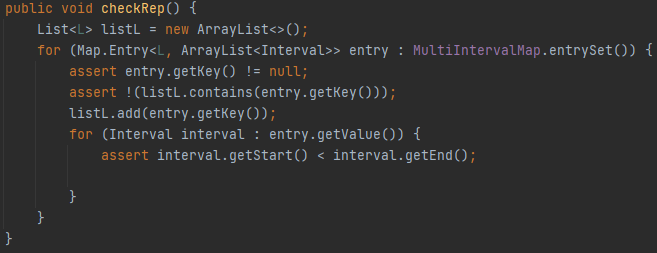 public void checkRep() {
    List<L> listL = new ArrayList<>();
    for (Map.Entry<L, ArrayList<Interval>> entry : MultiIntervalMap.entrySet()) {
        assert entry.getKey() != null;
        assert !(listL.contains(entry.getKey()));
        listL.add(entry.getKey());
        for (Interval interval : entry.getValue()) {
            assert interval.getStart() < interval.getEnd();
        }
    }
}